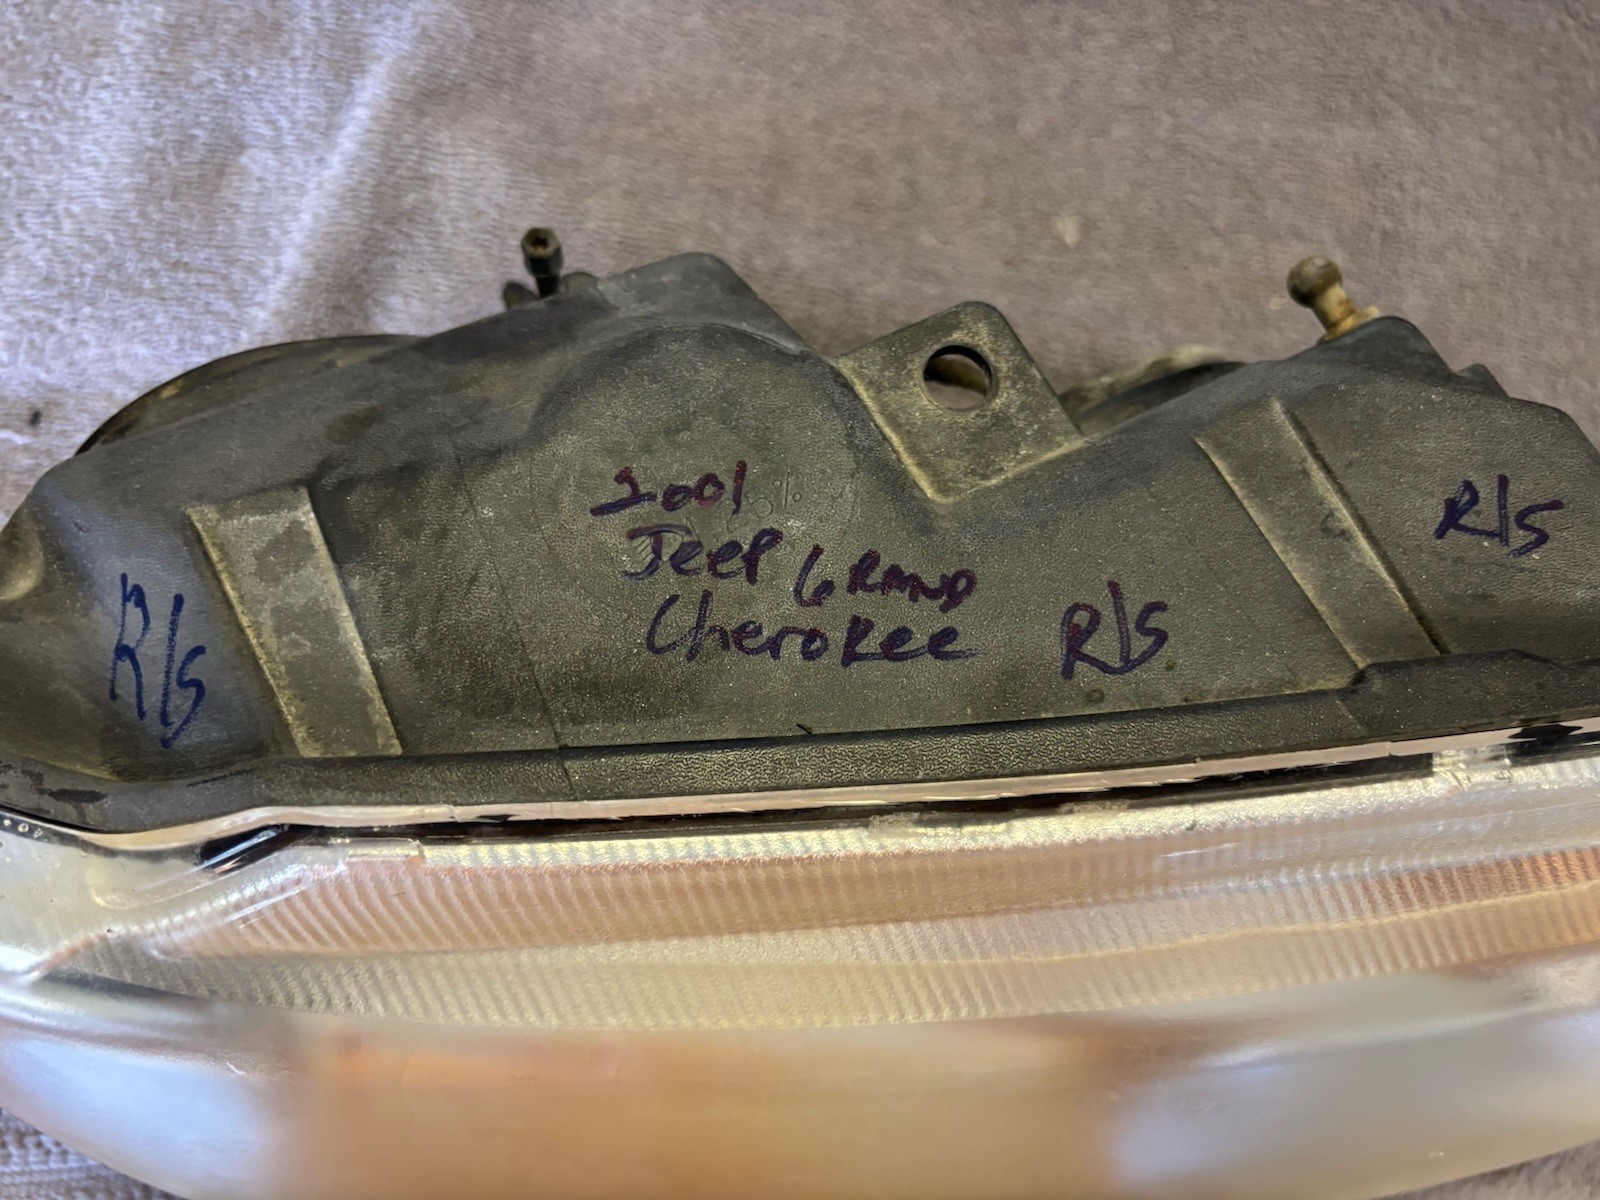 2001
Jeep GRAND
Cherokee
R/S
R/S
R/S